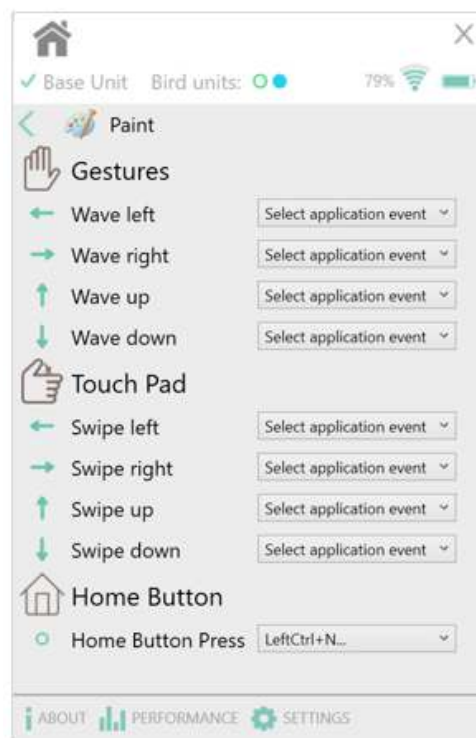 Base Unit Bird units: 79%
Paint
Gestures
Wave left Select application event
Wave right Select application event
Wave up Select application event
Wave down Select application event
Touch Pad
Swipe left Select application event
Swipe right Select application event
Swipe up Select application event
Swipe down Select application event
Home Button
Home Button Press LeftCtrl+N...
ABOUT PERFORMANCE SETTINGS